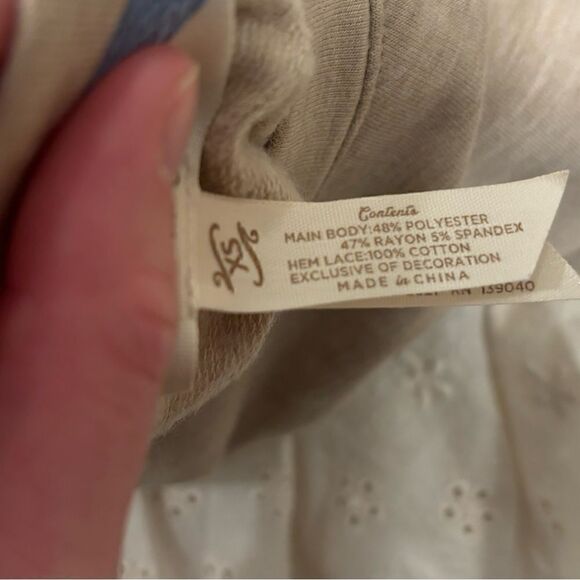 XS
Contents
MAIN BODY:48% POLYESTER
47% RAYON 5% SPANDEX
HEM LACE:100% COTTON
EXCLUSIVE OF DECORATION
MADE in CHINA
RN 139040